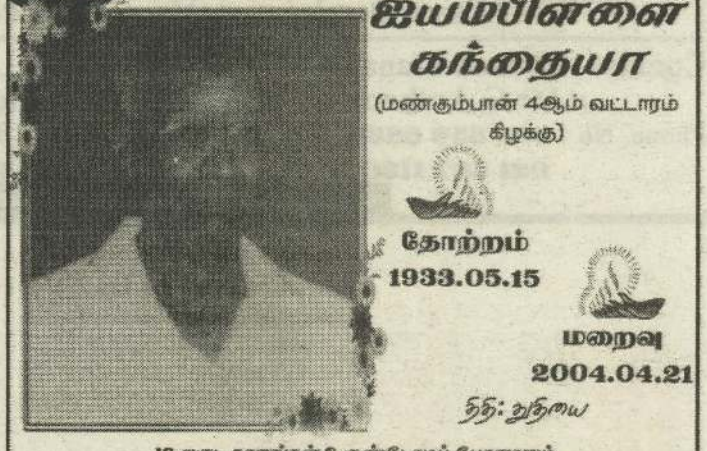 ஐயம்பிள்ளை
கந்தையா
(மண்கும்பான் 4ஆம் வட்டாரம்
கிழக்கு)
தோற்றம்
1933.05.15
மறைவு
2004.04.21
திதி: துதியை